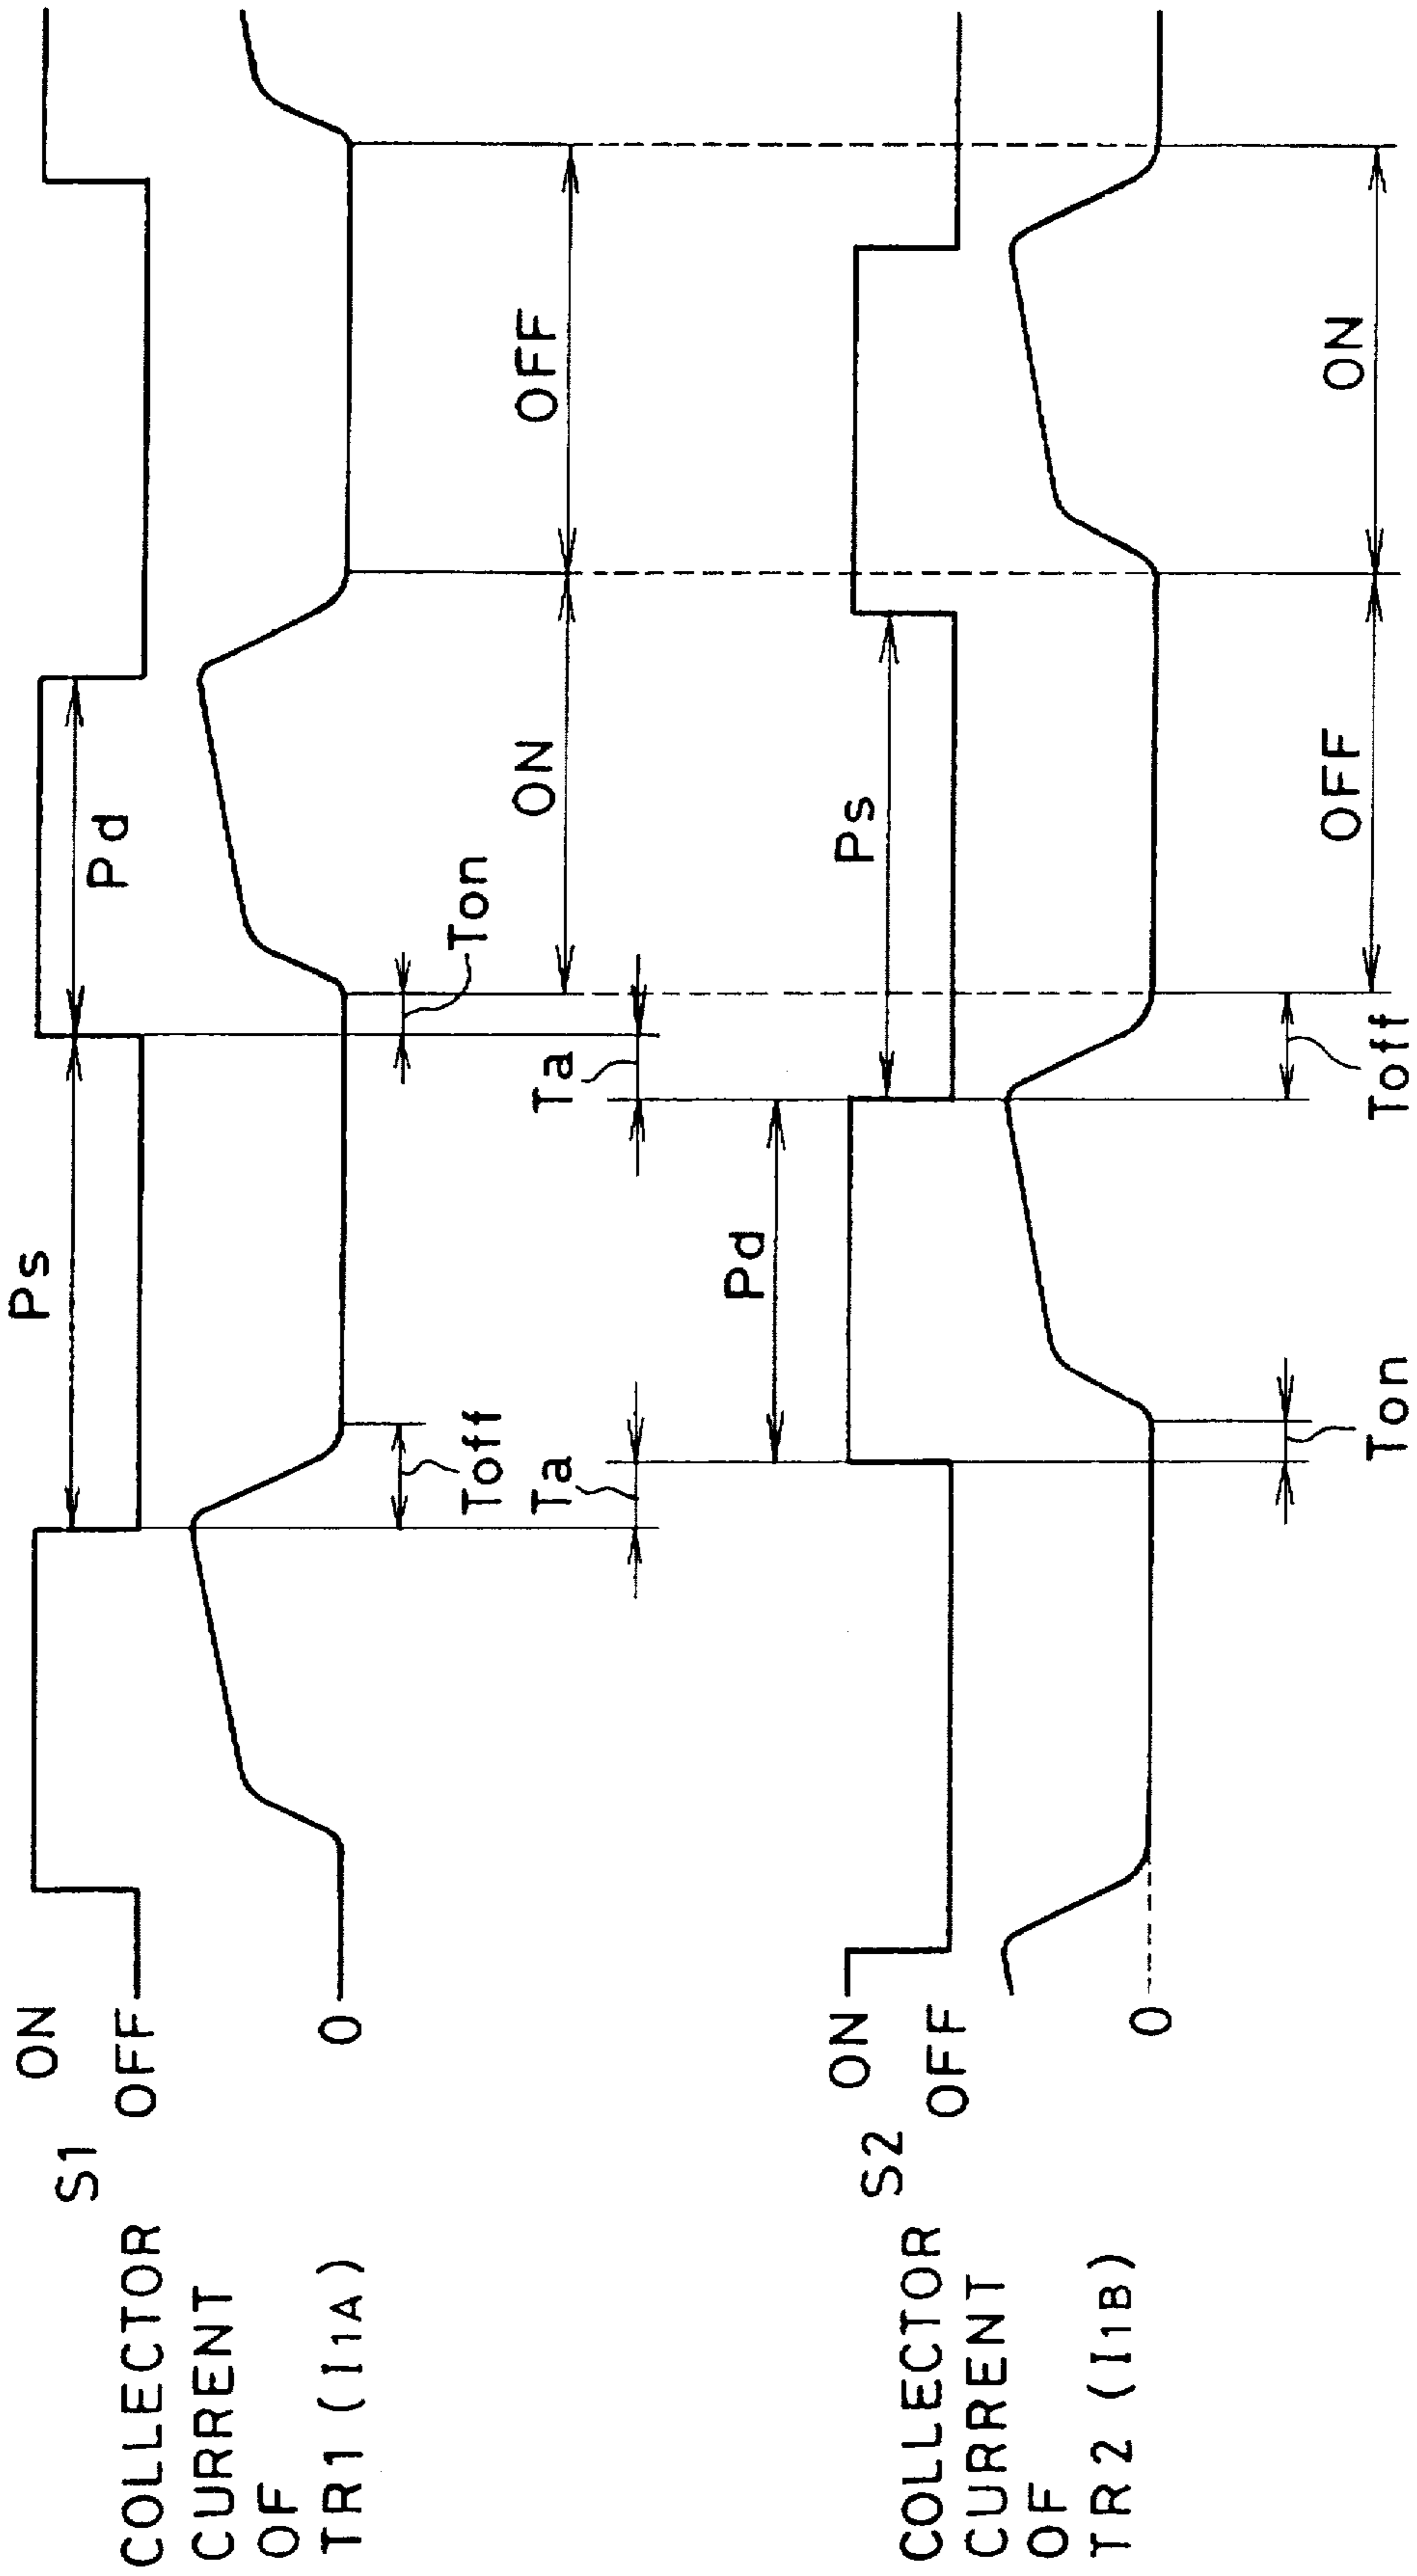 ON
S1
OFF
COLLECTOR
CURRENT
OF
TR1 (I1A)
0
Ps
Pd
Toff
Ton
Ta
Ta
ON
OFF
ON
S2
OFF
COLLECTOR
CURRENT
OF
TR2 (I1B)
0
Pd
Ps
Ton
Toff
OFF
ON